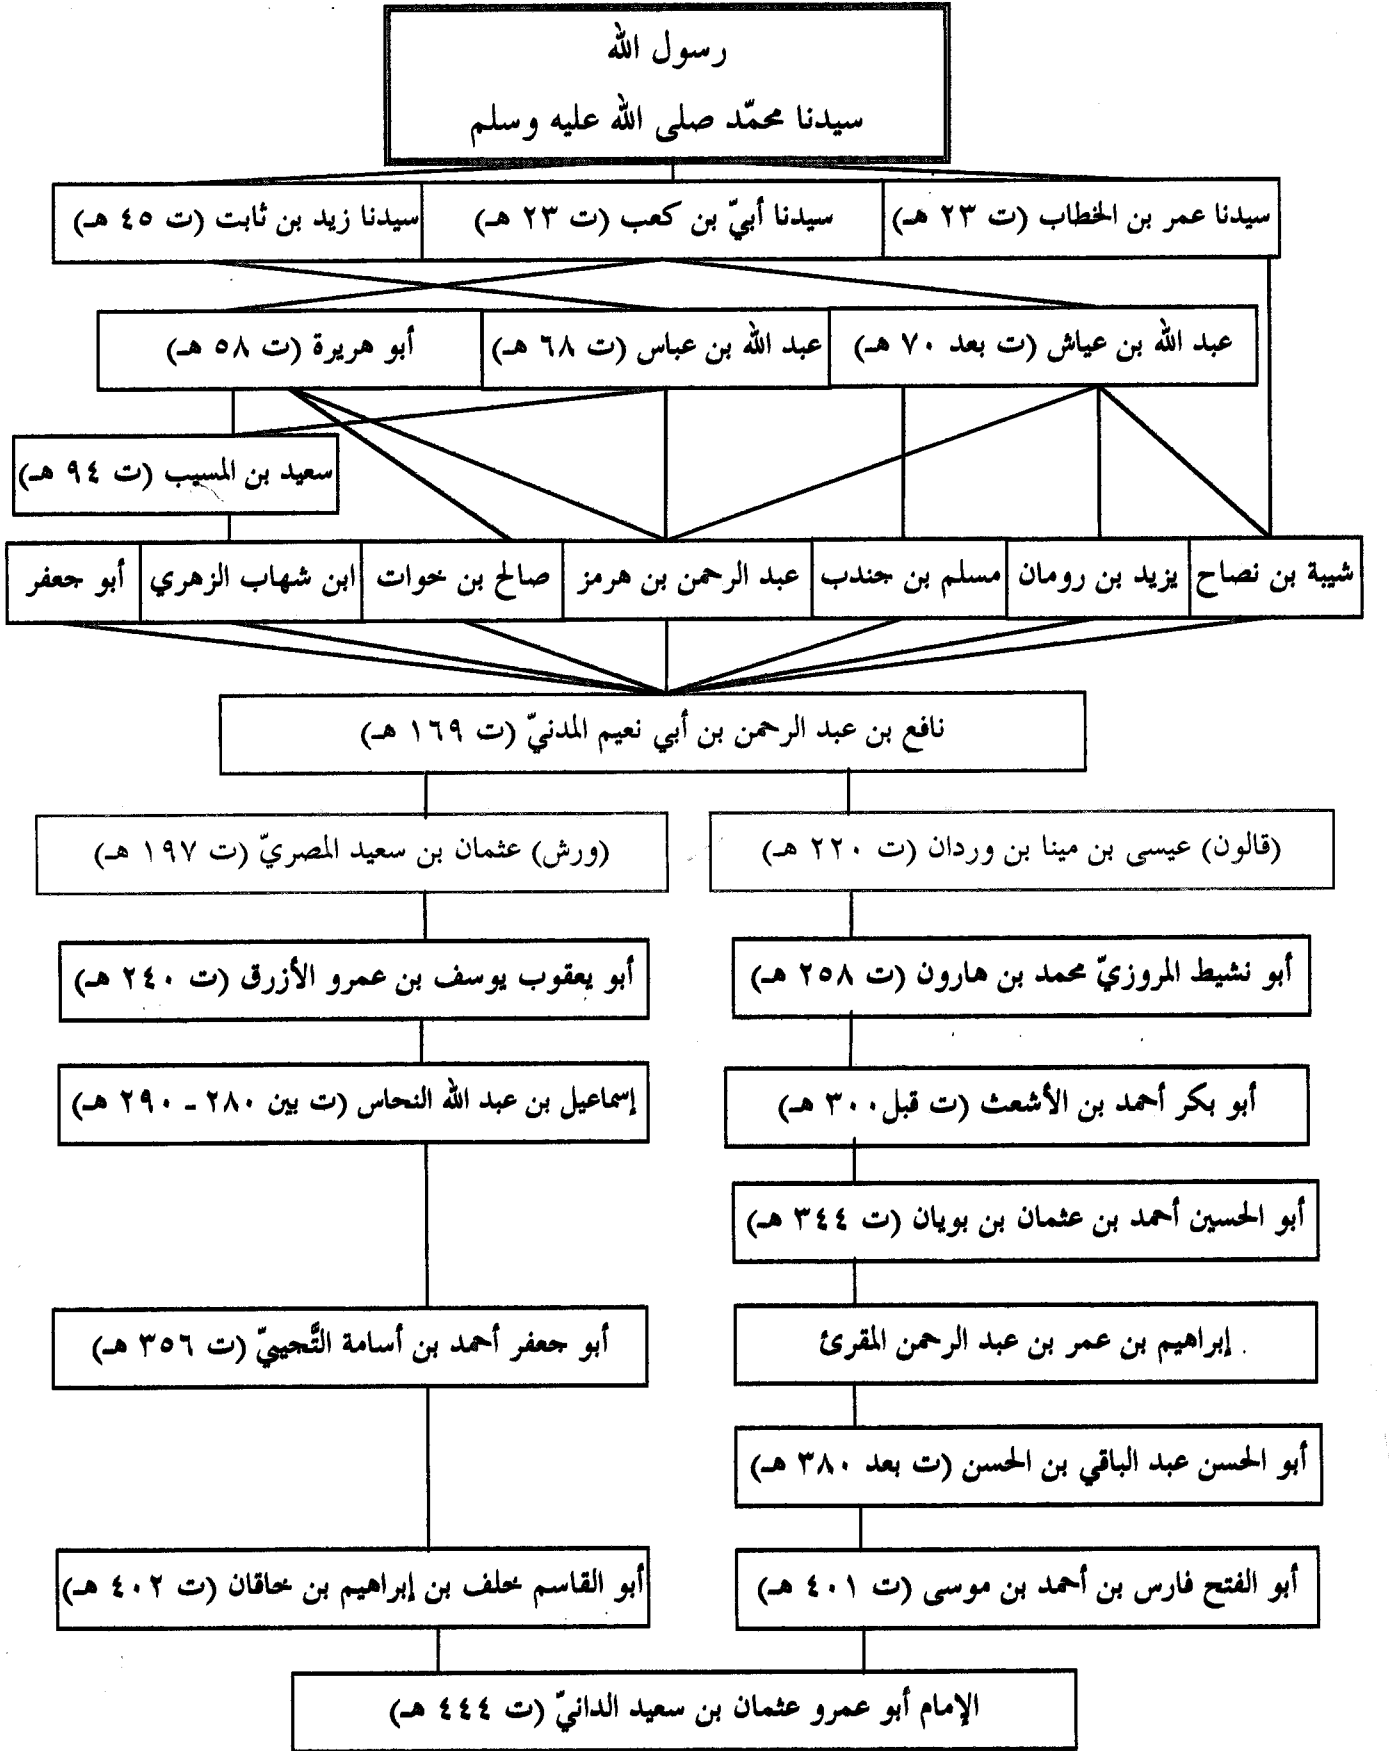 رسول الله
سيدنا محمّد صلى الله عليه وسلم
سيدنا عمر بن الخطاب (ت ٢٣ هـ)
سيدنا أبيّ بن كعب (ت ٢٣ هـ)
سيدنا زيد بن ثابت (ت ٤٥ هـ)
عبد الله بن عياش (ت بعد ٧٠ هـ)
عبد الله بن عباس (ت ٦٨ هـ)
أبو هريرة (ت ٥٨ هـ)
سعيد بن المسيب (ت ٩٤ هـ)
شيبة بن نصاح
يزيد بن رومان
مسلم بن جندب
عبد الرحمن بن هرمز
صالح بن خوات
ابن شهاب الزهري
أبو جعفر
نافع بن عبد الرحمن بن أبي نعيم المدنيّ (ت ١٦٩ هـ)
(قالون) عيسى بن مينا بن وردان (ت ٢٢٠ هـ)
(ورش) عثمان بن سعيد المصريّ (ت ١٩٧ هـ)
أبو نشيط المروزيّ محمد بن هارون (ت ٢٥٨ هـ)
أبو يعقوب يوسف بن عمرو الأزرق (ت ٢٤٠ هـ)
أبو بكر أحمد بن الأشعث (ت قبل٣٠٠ هـ)
إسماعيل بن عبد الله النحاس (ت بين ٢٨٠ ـ ٢٩٠ هـ)
أبو الحسين أحمد بن عثمان بن بويان (ت ٣٤٤ هـ)
إبراهيم بن عمر بن عبد الرحمن المقرئ
أبو جعفر أحمد بن أسامة التُّجيبيّ (ت ٣٥٦ هـ)
أبو الحسن عبد الباقي بن الحسن (ت بعد ٣٨٠ هـ)
أبو الفتح فارس بن أحمد بن موسى (ت ٤٠١ هـ)
أبو القاسم خلف بن إبراهيم بن خاقان (ت ٤٠٢ هـ)
الإمام أبو عمرو عثمان بن سعيد الدانيّ (ت ٤٤٤ هـ)